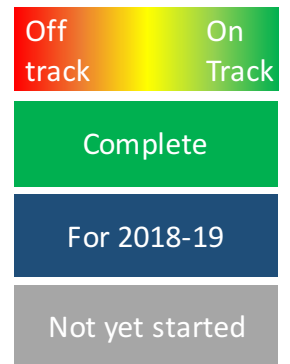 Off On
track Track
Complete
For 2018-19
Not yet started